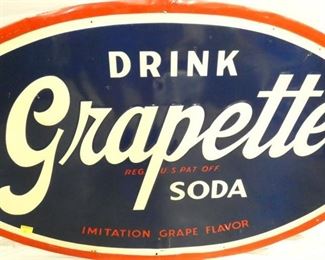 DRINK
Grapette
REG. U.S. PAT. OFF.
SODA
IMITATION GRAPE FLAVOR